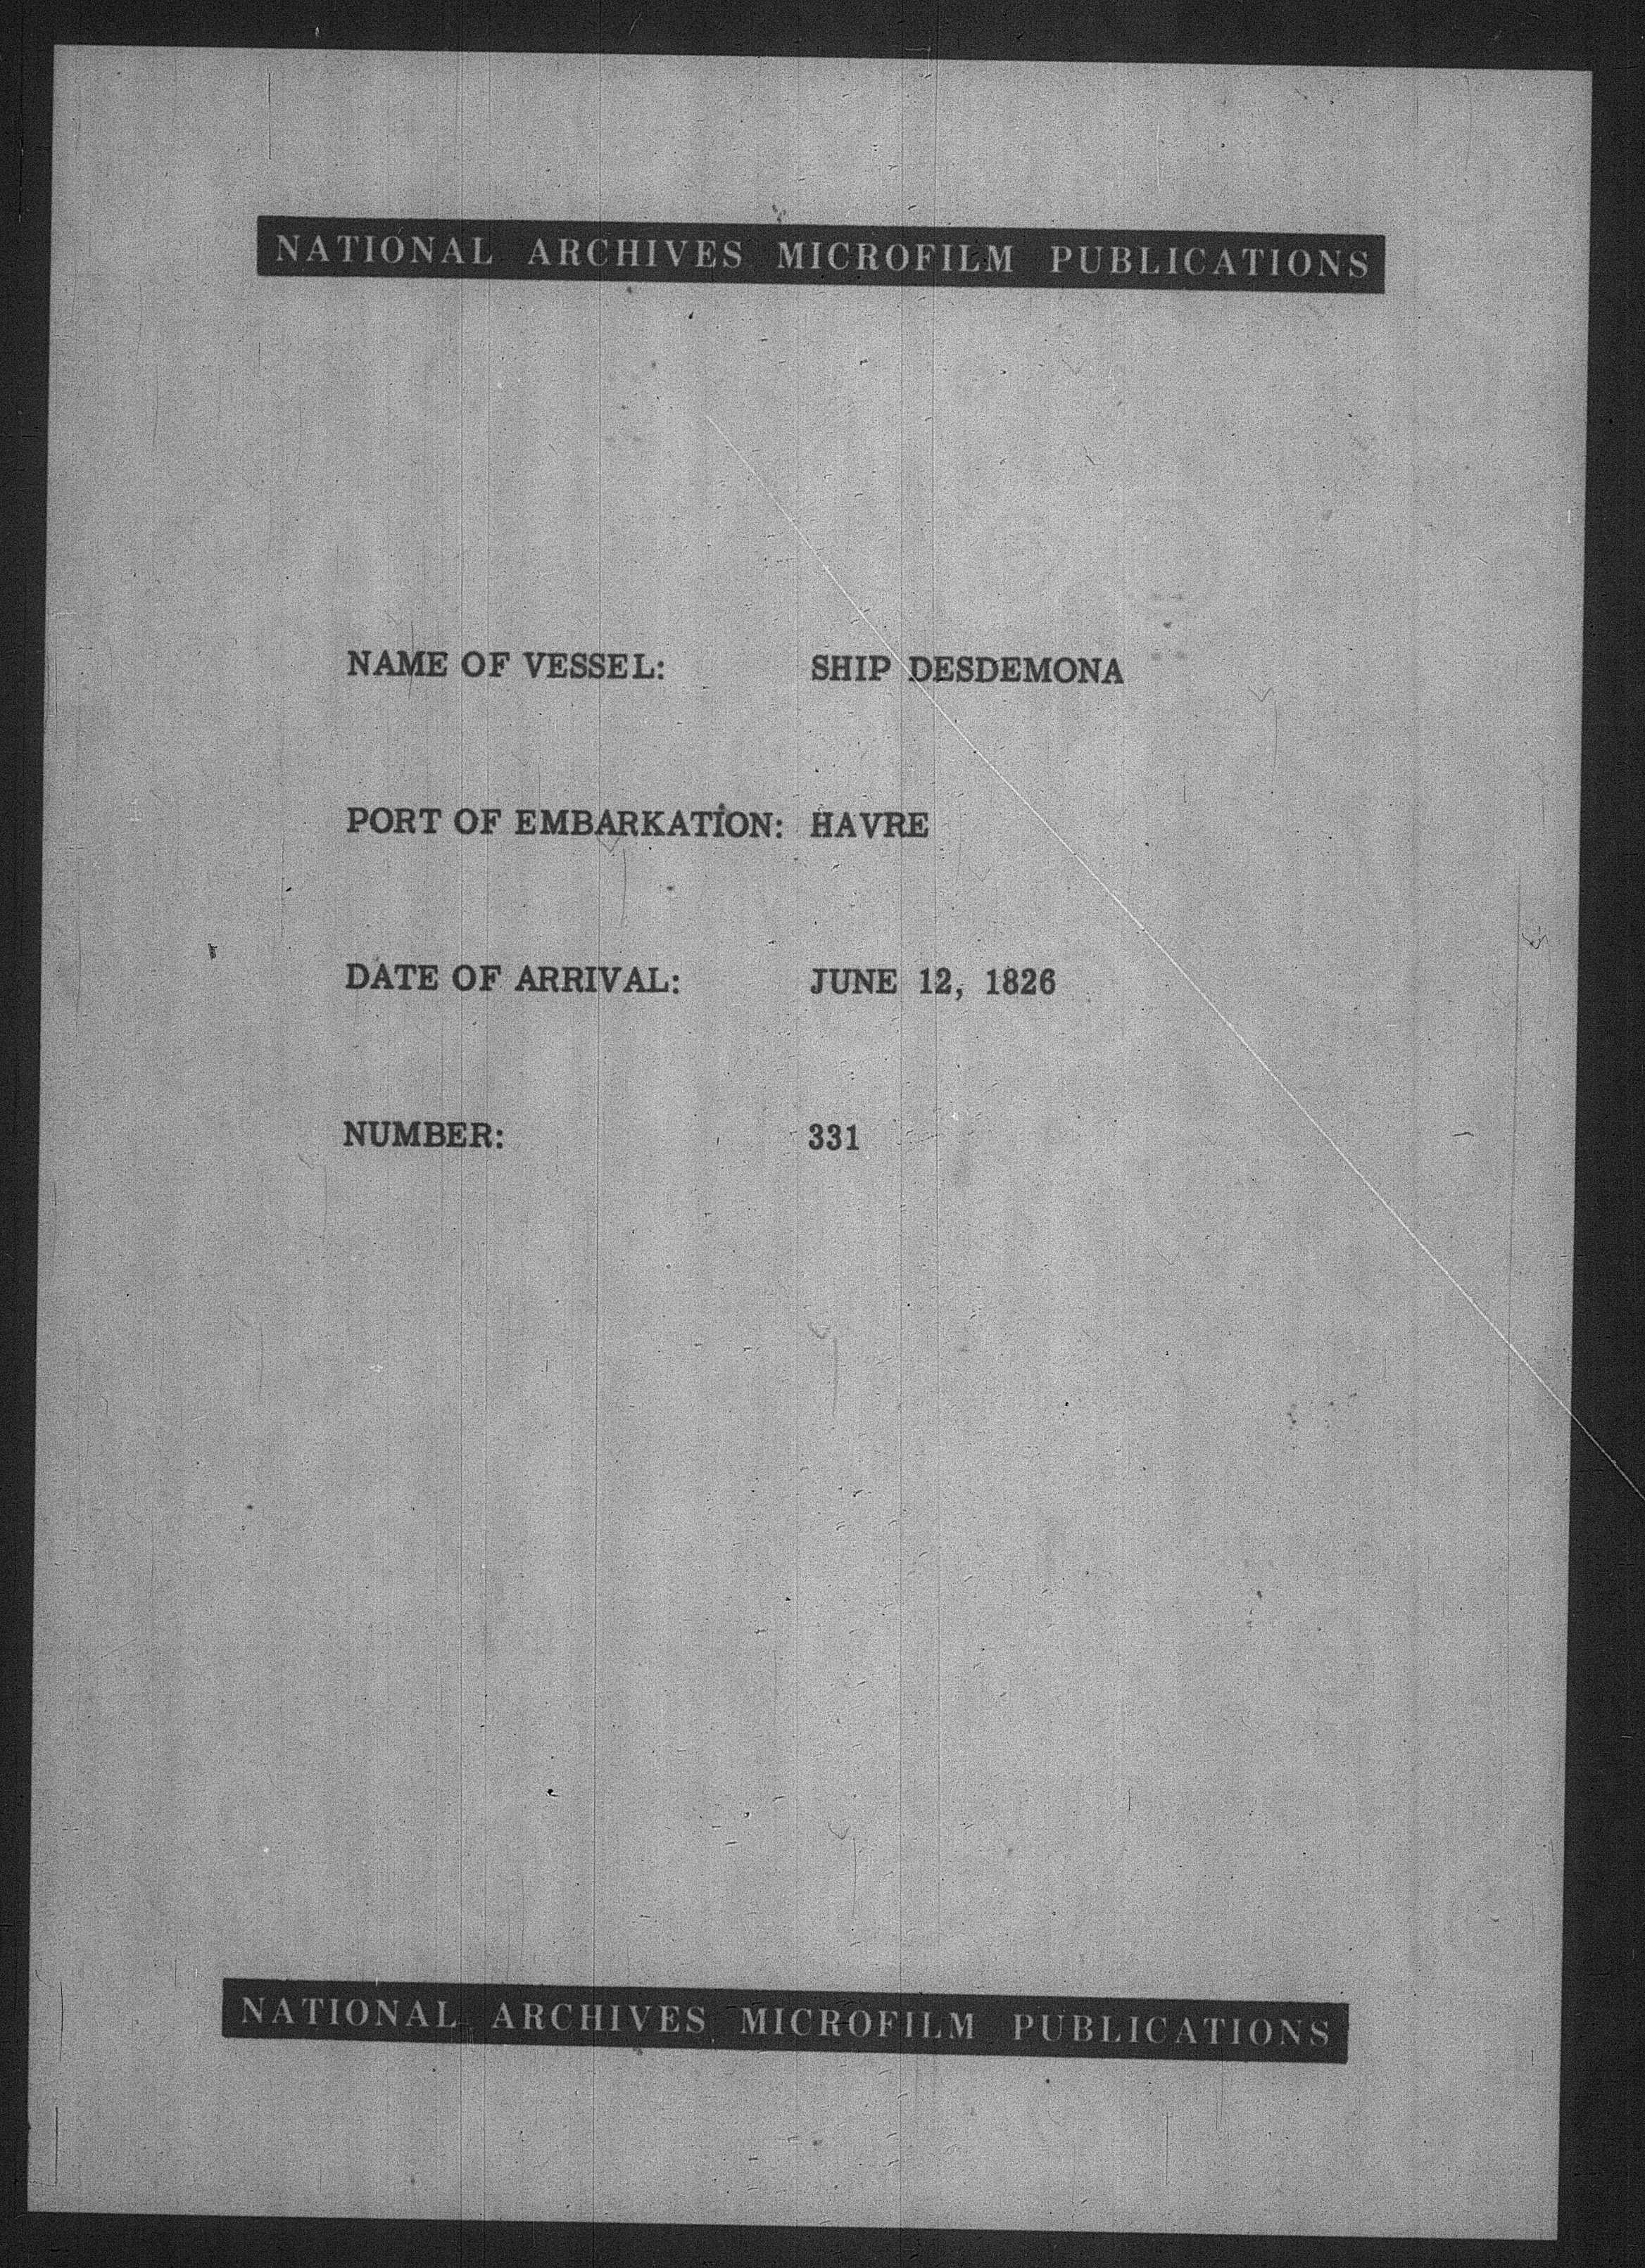 NATIONAL ARCHIVES MICROFILM PUBLICATIONS
NAME OF VESSEL: SHIP DESDEMONA
PORT OF EMBARKATION: HAVRE
DATE OF ARRIVAL: JUNE 12, 1826
NUMBER: 331
NATIONAL ARCHIVES MICROFILM PUBLICATIONS